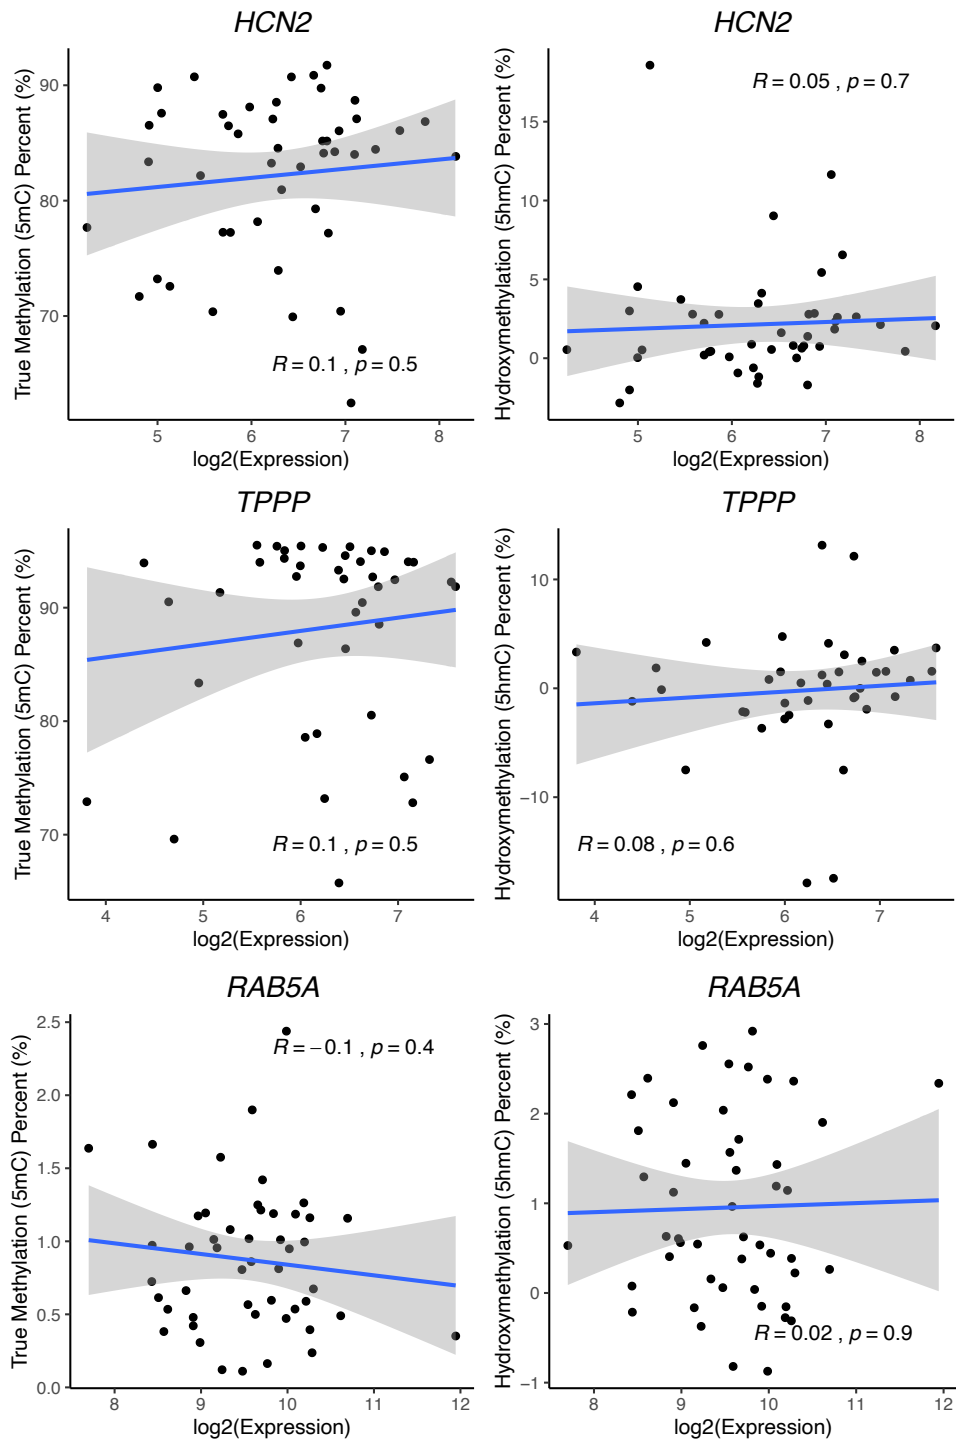 HCN2
True Methylation (5mC) Percent (%)
90
80
70
R = 0.1 , p = 0.5
5 6 7 8
log2(Expression)
HCN2
Hydroxymethylation (5hmC) Percent (%)
15
10
5
0
R = 0.05 , p = 0.7
5 6 7 8
log2(Expression)
TPPP
True Methylation (5mC) Percent (%)
90
80
70
R = 0.1 , p = 0.5
4 5 6 7
log2(Expression)
TPPP
Hydroxymethylation (5hmC) Percent (%)
10
0
−10
R = 0.08 , p = 0.6
4 5 6 7
log2(Expression)
RAB5A
True Methylation (5mC) Percent (%)
2.5
2.0
1.5
1.0
0.5
0.0
R = −0.1 , p = 0.4
8 9 10 11 12
log2(Expression)
RAB5A
Hydroxymethylation (5hmC) Percent (%)
3
2
1
0
−1
R = 0.02 , p = 0.9
8 9 10 11 12
log2(Expression)